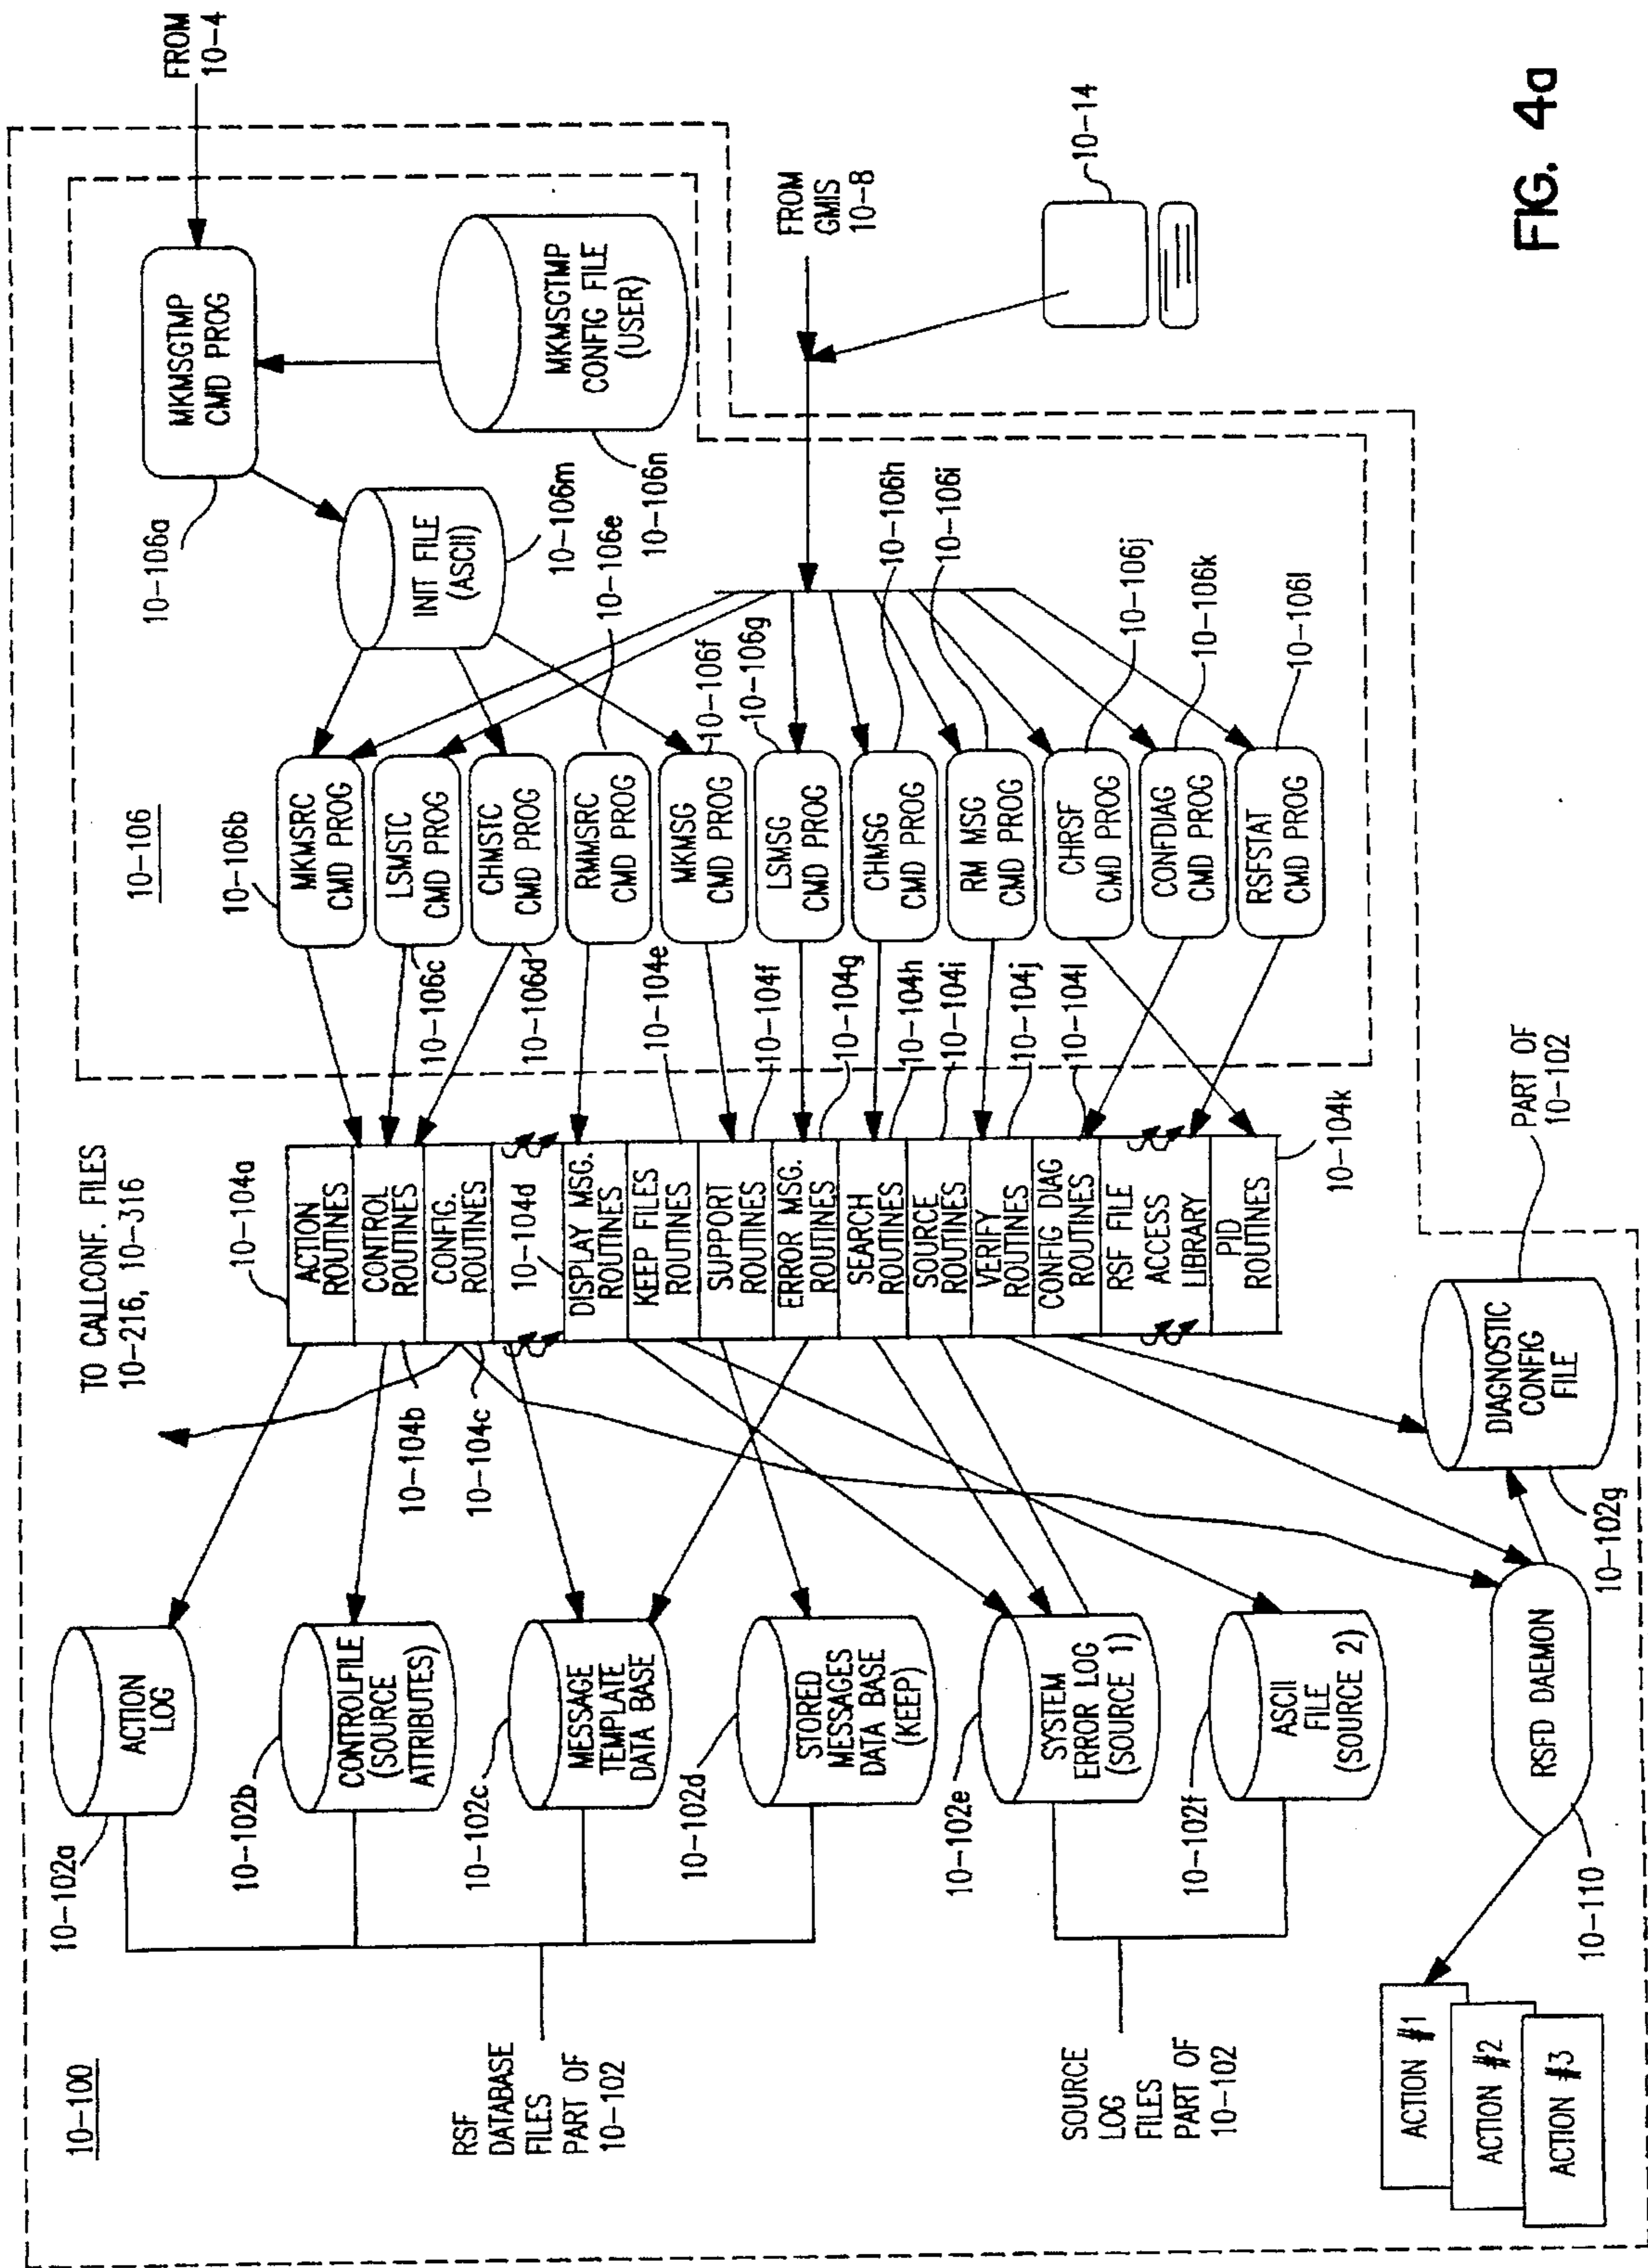 10-100
10-102a
ACTION
LOG
10-102b
CONTROLFILE
(SOURCE
ATTRIBUTES)
10-102c
MESSAGE
TEMPLATE
DATA BASE
10-102d
STORED
MESSAGES
DATA BASE
(KEEP)
RSF
DATABASE
FILES
PART OF
10-102
10-102e
SYSTEM
ERROR LOG
(SOURCE 1)
10-102f
ASCII
FILE
(SOURCE 2)
SOURCE
LOG
FILES
PART OF
10-102
ACTION #1
ACTION #2
ACTION #3
RSFD DAEMON
10-110
10-102g
DIAGNOSTIC
CONFIG
FILE
PART OF
10-102
TO CALLCONF. FILES
10-216, 10-316
10-104a
ACTION
ROUTINES
CONTROL
ROUTINES
10-104b
CONFIG.
ROUTINES
10-104c
10-104d
DISPLAY MSG.
ROUTINES
KEEP FILES
ROUTINES
10-104e
SUPPORT
ROUTINES
10-104f
ERROR MSG.
ROUTINES
10-104g
SEARCH
ROUTINES
10-104h
SOURCE
ROUTINES
10-104i
VERIFY
ROUTINES
10-104j
CONFIG DIAG
ROUTINES
10-104l
RSF FILE
ACCESS
LIBRARY
PID
ROUTINES
10-104k
10-106
10-106b
MKMSRC
CMD PROG
LSMSTC
CMD PROG
10-106c
CHMSTC
CMD PROG
10-106d
RMMSRC
CMD PROG
10-106e
MKMSG
CMD PROG
10-106f
LSMSG
CMD PROG
10-106g
CHMSG
CMD PROG
10-106h
RM MSG
CMD PROG
10-106i
CHRSF
CMD PROG
10-106j
CONFDIAG
CMD PROG
10-106k
RSFSTAT
CMD PROG
10-106l
10-106a
MKMSGTMP
CMD PROG
FROM
10-4
INIT FILE
(ASCII)
10-106m
MKMSGTMP
CONFIG FILE
(USER)
10-106n
FROM
GMIS
10-8
10-14
FIG. 4a